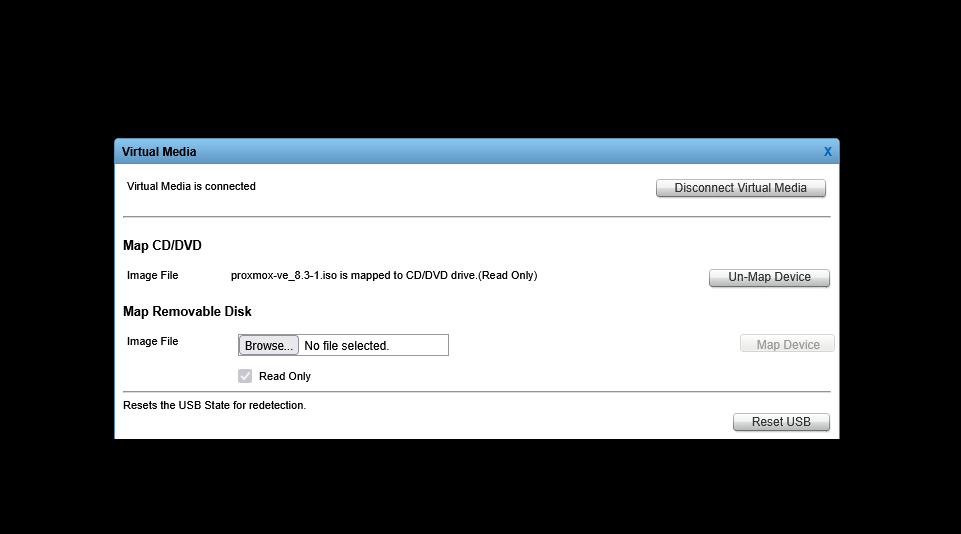 Virtual Media X
Virtual Media is connected Disconnect Virtual Media
Map CD/DVD
Image File proxmox-ve_8.3-1.iso is mapped to CD/DVD drive.(Read Only) Un-Map Device
Map Removable Disk
Image File Browse... No file selected. Map Device
Read Only
Resets the USB State for redetection.
Reset USB